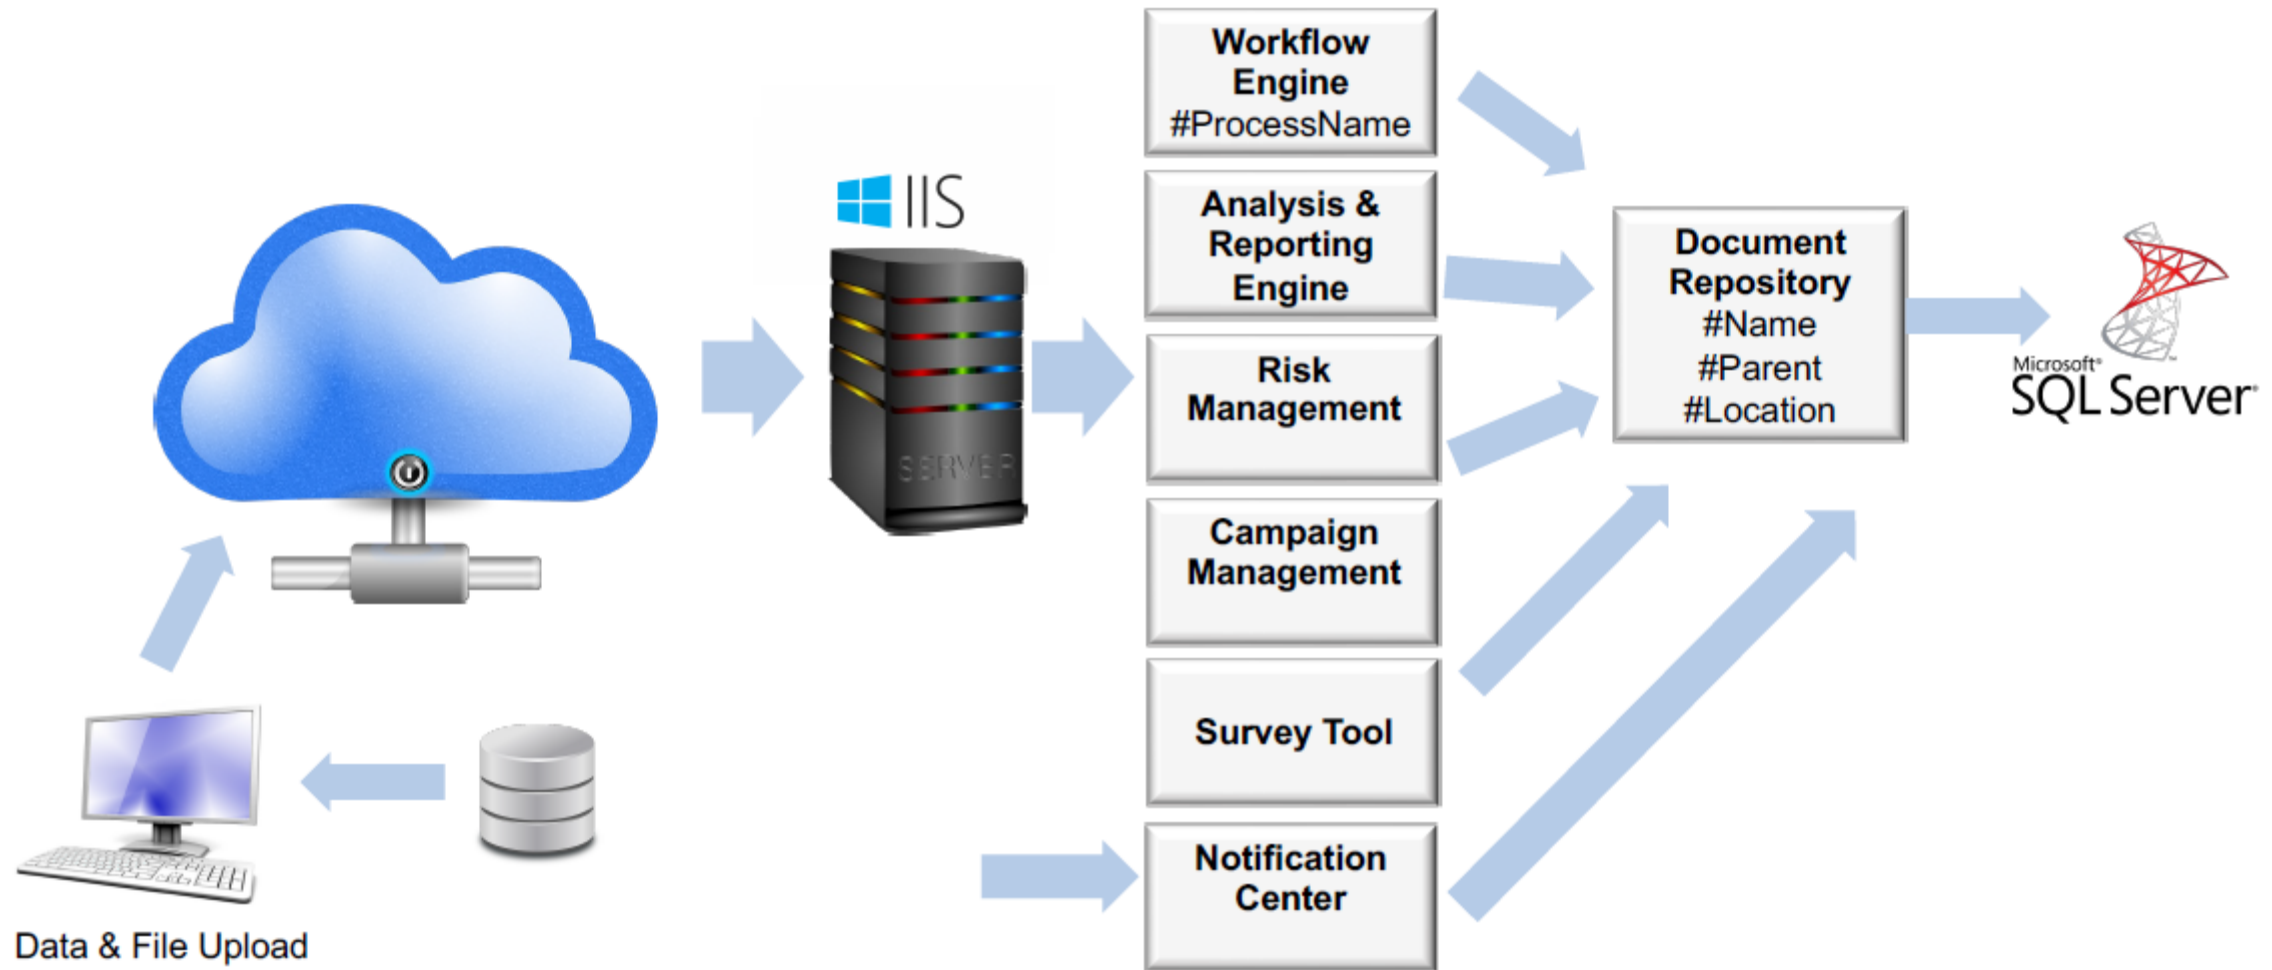 Workflow
Engine
#ProcessName
IIS
Analysis &
Reporting
Engine
SERVER
Risk
Management
Campaign
Management
Survey Tool
Notification
Center
Document
Repository
#Name
#Parent
#Location
Microsoft®
SQL Server®
Data & File Upload